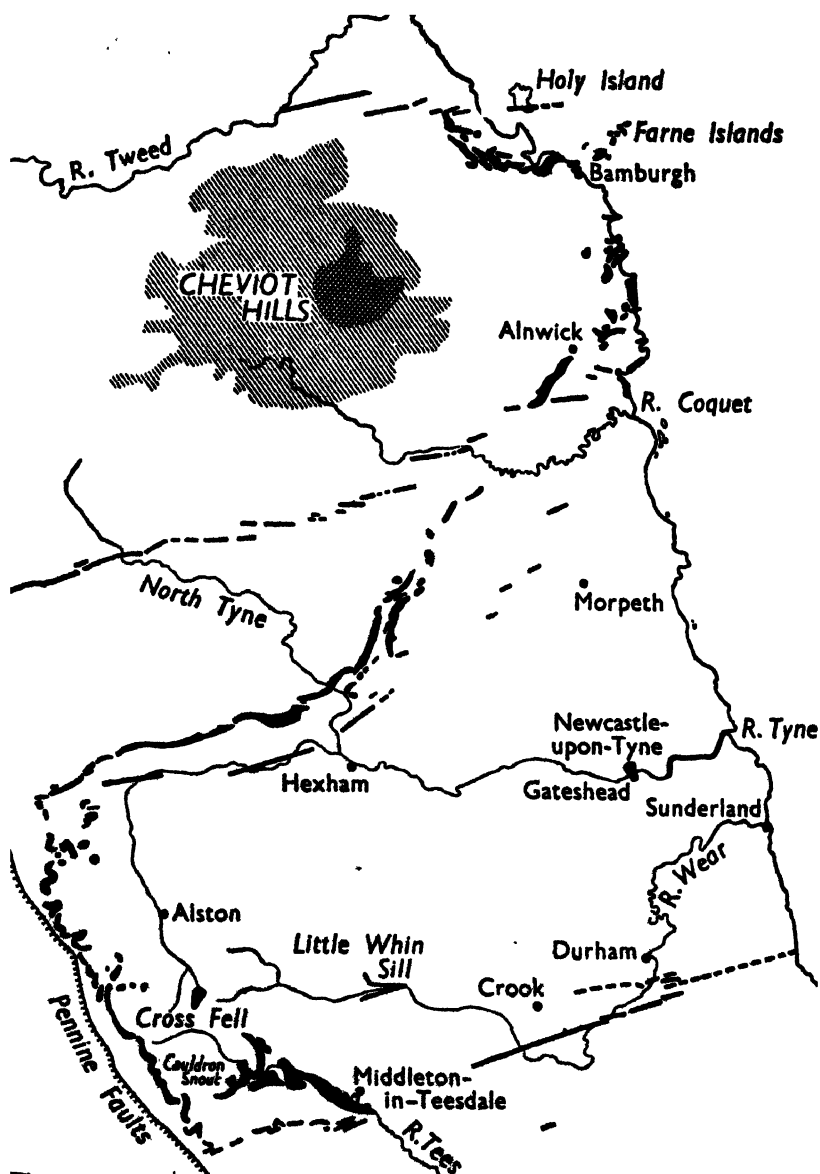 Holy Island
Farne Islands
R. Tweed
Bamburgh
CHEVIOT
HILLS
Alnwick
R. Coquet
North Tyne
Morpeth
Newcastle-
upon-Tyne
R. Tyne
Hexham
Gateshead
Sunderland
R. Wear
Alston
Little Whin
Sill
Durham
Crook
Cross Fell
Pennine Faults
Cauldron
Snout
Middleton-
in-Teesdale
R. Tees